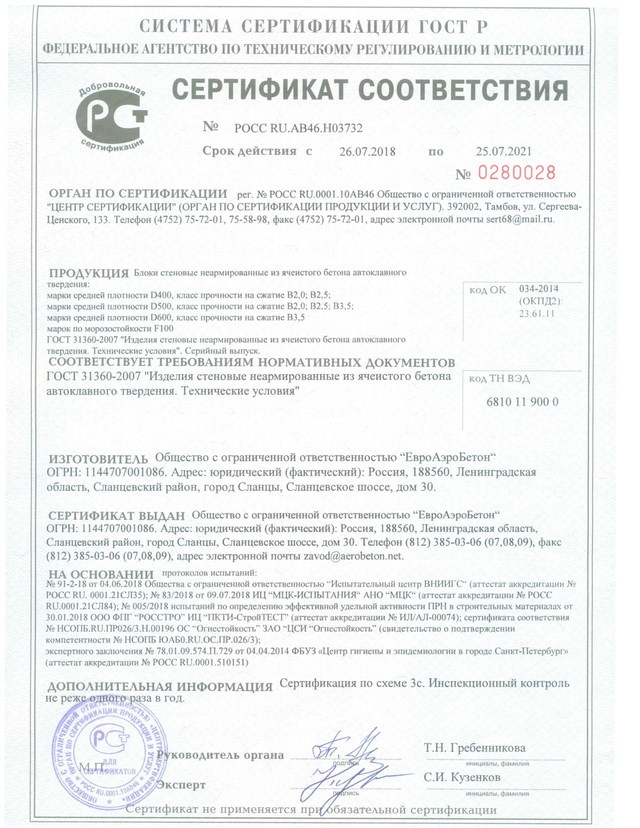 СИСТЕМА СЕРТИФИКАЦИИ ГОСТ Р
ФЕДЕРАЛЬНОЕ АГЕНТСТВО ПО ТЕХНИЧЕСКОМУ РЕГУЛИРОВАНИЮ И МЕТРОЛОГИИ
Добровольная
РСТ
сертификация
СЕРТИФИКАТ СООТВЕТСТВИЯ
№ РОСС RU.АВ46.Н03732
Срок действия с 26.07.2018 по 25.07.2021
№ 0280028
ОРГАН ПО СЕРТИФИКАЦИИ рег. № РОСС RU.0001.10АВ46 Общество с ограниченной ответственностью
"ЦЕНТР СЕРТИФИКАЦИИ" (ОРГАН ПО СЕРТИФИКАЦИИ ПРОДУКЦИИ И УСЛУГ). 392002, Тамбов, ул. Сергеева-
Ценского, 133. Телефон (4752) 75-72-01, 75-58-98, факс (4752) 75-72-01, адрес электронной почты sert68@mail.ru.
ПРОДУКЦИЯ Блоки стеновые неармированные из ячеистого бетона автоклавного
твердения:
марки средней плотности D400, класс прочности на сжатие В2,0; В2,5;
марки средней плотности D500, класс прочности на сжатие В2,0; В2,5; В3,5;
марки средней плотности D600, класс прочности на сжатие В3,5
марок по морозостойкости F100
ГОСТ 31360-2007 "Изделия стеновые неармированные из ячеистого бетона автоклавного
твердения. Технические условия". Серийный выпуск.
код ОК 034-2014
(ОКПД2):
23.61.11
СООТВЕТСТВУЕТ ТРЕБОВАНИЯМ НОРМАТИВНЫХ ДОКУМЕНТОВ
ГОСТ 31360-2007 "Изделия стеновые неармированные из ячеистого бетона
автоклавного твердения. Технические условия"
код ТН ВЭД
6810 11 900 0
ИЗГОТОВИТЕЛЬ Общество с ограниченной ответственностью “ЕвроАэроБетон“
ОГРН: 1144707001086. Адрес: юридический (фактический): Россия, 188560, Ленинградская
область, Сланцевский район, город Сланцы, Сланцевское шоссе, дом 30.
СЕРТИФИКАТ ВЫДАН Общество с ограниченной ответственностью “ЕвроАэроБетон“
ОГРН: 1144707001086. Адрес: юридический (фактический): Россия, 188560, Ленинградская область,
Сланцевский район, город Сланцы, Сланцевское шоссе, дом 30. Телефон (812) 385-03-06 (07,08,09), факс
(812) 385-03-06 (07,08,09), адрес электронной почты zavod@aerobeton.net.
НА ОСНОВАНИИ протоколов испытаний:
№ 91-2-18 от 04.06.2018 Общества с ограниченной ответственностью “Испытательный центр ВНИИГС“ (аттестат аккредитации №
РОСС RU. 0001.21СЛ35); № 83/2018 от 09.07.2018 ИЦ “МЦК-ИСПЫТАНИЯ“ АНО “МЦК“ (аттестат аккредитации № РОСС
RU.0001.21СЛ84); № 005/2018 испытаний по определению эффективной удельной активности ПРН в строительных материалах от
30.01.2018 ООО ФПГ “РОССТРО“ ИЦ “ПКТИ-СтройТЕСТ“ (аттестат аккредитации № ИЛ/АЛ-00074); сертификата соответствия
№ НСОПБ.RU.ПР026/3.Н.00196 ОС “Огнестойкость“ ЗАО “ЦСИ “Огнестойкость“ (свидетельство о подтверждении
компетентности № НСОПБ ЮАБ0.RU.ОС.ПР.026/3);
экспертного заключения № 78.01.09.574.П.729 от 04.04.2014 ФБУЗ «Центр гигиены и эпидемиологии в городе Санкт-Петербург»
(аттестат аккредитации № РОСС RU.0001.510151)
ДОПОЛНИТЕЛЬНАЯ ИНФОРМАЦИЯ Сертификация по схеме 3с. Инспекционный контроль
не реже одного раза в год.
М.П.
ДЛЯ
СЕРТИФИКАТОВ
Руководитель органа
подпись
Т.Н. Гребенникова
инициалы, фамилия
Эксперт
подпись
С.И. Кузенков
инициалы, фамилия
Сертификат не применяется при обязательной сертификации